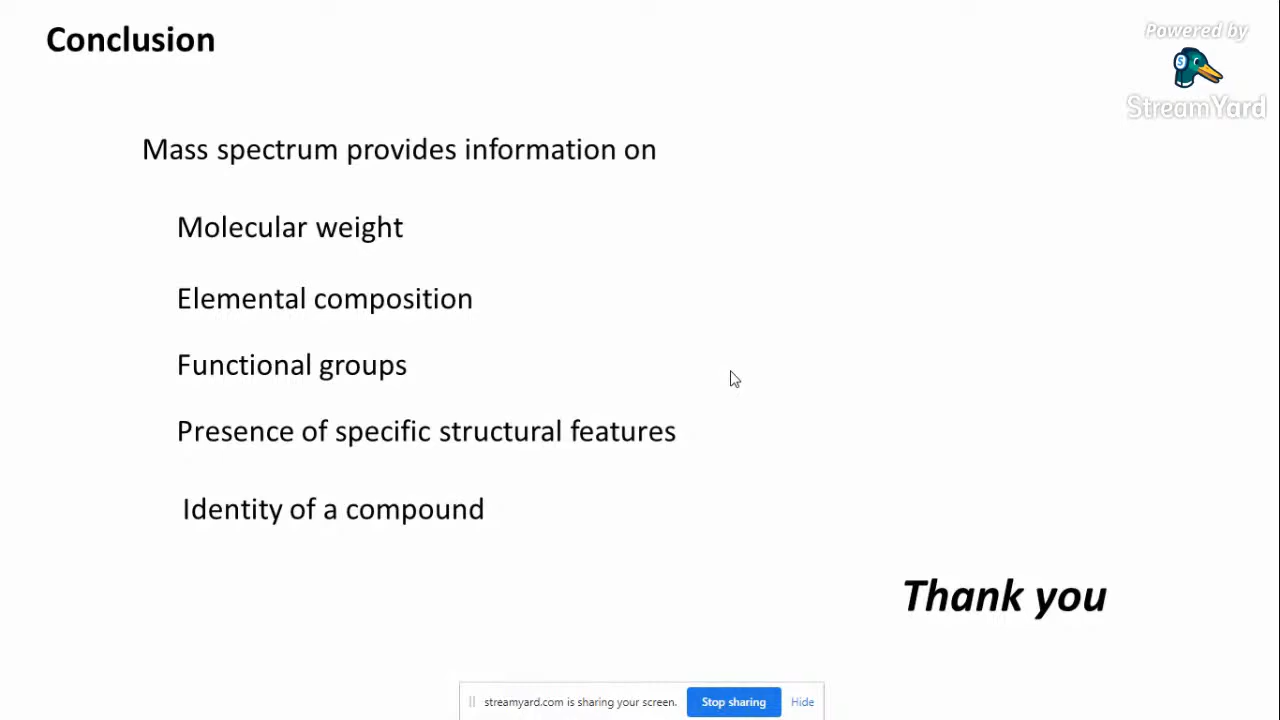 Conclusion
Powered by
StreamYard
Mass spectrum provides information on
Molecular weight
Elemental composition
Functional groups
Presence of specific structural features
Identity of a compound
Thank you
streamyard.com is sharing your screen. Stop sharing Hide